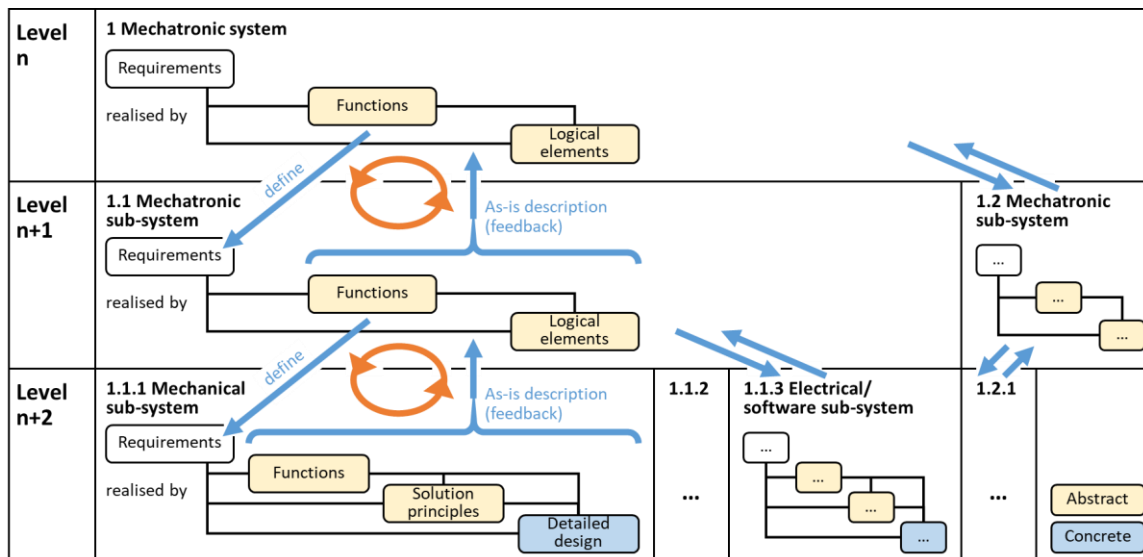 Level
n
1 Mechatronic system
Requirements
realised by
Functions
Logical
elements
define
Level
n+1
1.1 Mechatronic
sub-system
As-is description
(feedback)
1.2 Mechatronic
sub-system
Requirements
realised by
Functions
Logical
elements
...
...
...
define
Level
n+2
1.1.1 Mechanical
sub-system
As-is description
(feedback)
1.1.2
1.1.3 Electrical/
software sub-system
1.2.1
Requirements
realised by
Functions
Solution
principles
Detailed
design
...
...
...
...
...
...
Abstract
Concrete